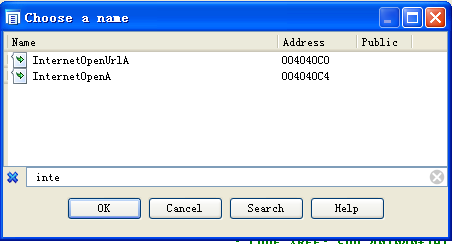 Choose a name
Name Address Public
InternetOpenUrlA 004040C0
InternetOpenA 004040C4
inte
OK Cancel Search Help